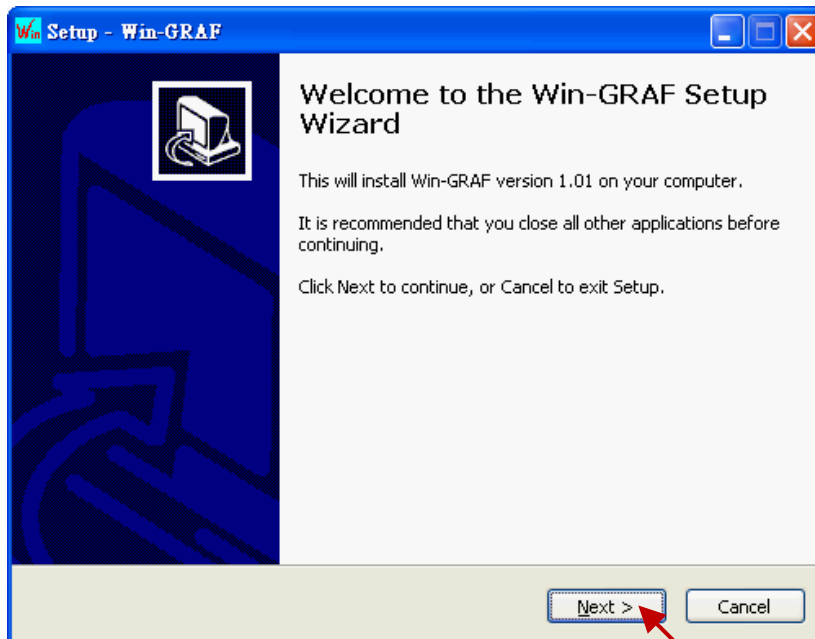 Win Setup - Win-GRAF
Welcome to the Win-GRAF Setup
Wizard
This will install Win-GRAF version 1.01 on your computer.
It is recommended that you close all other applications before
continuing.
Click Next to continue, or Cancel to exit Setup.
Next > Cancel